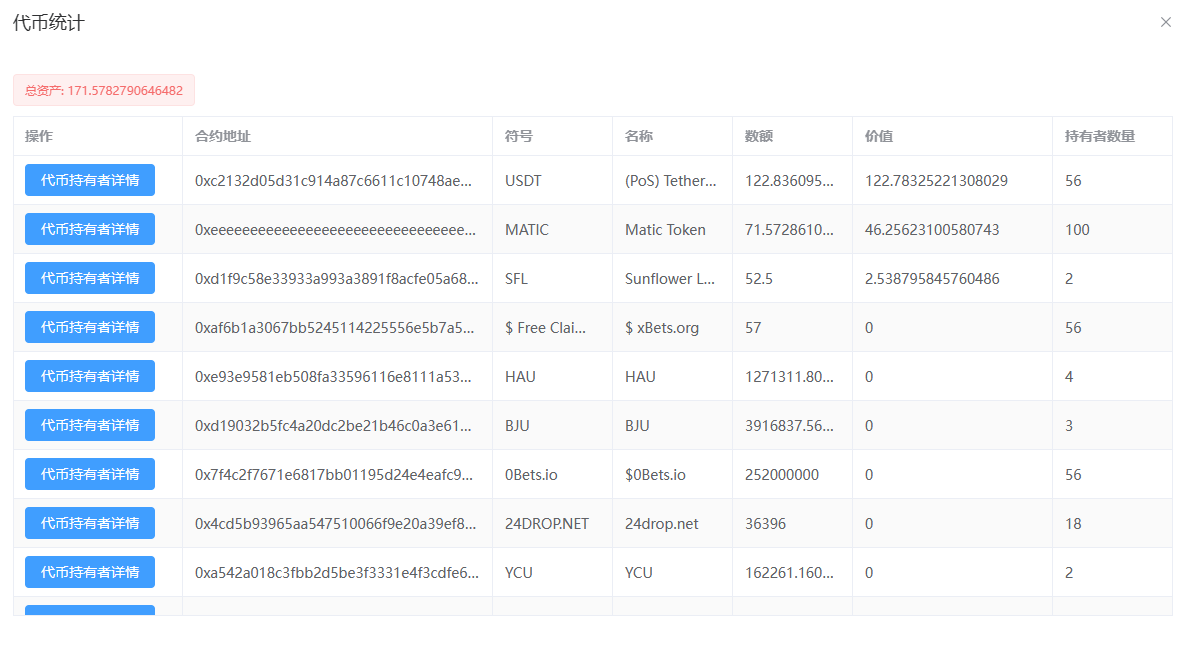 代币统计
总资产: 171.5782790646482
操作 合约地址 符号 名称 数额 价值 持有者数量
代币持有者详情 0xc2132d05d31c914a87c6611c10748ae... USDT (PoS) Tether... 122.836095... 122.78325221308029 56
代币持有者详情 0xeeeeeeeeeeeeeeeeeeeeeeeeeeeeeeee... MATIC Matic Token 71.5728610... 46.25623100580743 100
代币持有者详情 0xd1f9c58e33933a993a3891f8acfe05a68... SFL Sunflower L... 52.5 2.538795845760486 2
代币持有者详情 0xaf6b1a3067bb5245114225556e5b7a5... $ Free Clai... $ xBets.org 57 0 56
代币持有者详情 0xe93e9581eb508fa33596116e8111a53... HAU HAU 1271311.80... 0 4
代币持有者详情 0xd19032b5fc4a20dc2be21b46c0a3e61... BJU BJU 3916837.56... 0 3
代币持有者详情 0x7f4c2f7671e6817bb01195d24e4eafc9... 0Bets.io $0Bets.io 252000000 0 56
代币持有者详情 0x4cd5b93965aa547510066f9e20a39ef8... 24DROP.NET 24drop.net 36396 0 18
代币持有者详情 0xa542a018c3fbb2d5be3f3331e4f3cdfe6... YCU YCU 162261.160... 0 2